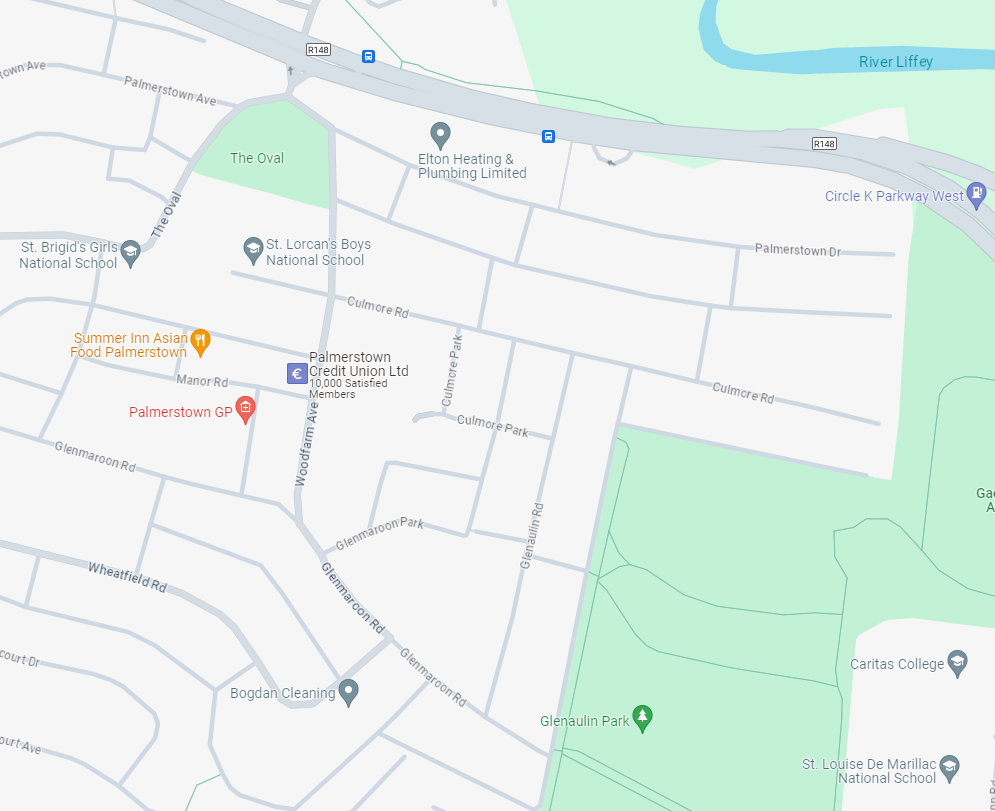 R148
River Liffey
town Ave
Palmerstown Ave
R148
The Oval
Elton Heating &
Plumbing Limited
Circle K Parkway West
The Oval
St. Brigid's Girls
National School
St. Lorcan's Boys
National School
Palmerstown Dr
Culmore Rd
Summer Inn Asian
Food Palmerstown
Palmerstown
Credit Union Ltd
10,000 Satisfied
Members
Culmore Park
Manor Rd
Culmore Rd
Palmerstown GP
Culmore Park
Woodfarm Ave
Glenmaroon Rd
Gae
A
Glenmaroon Park
Glenaulin Rd
Wheatfield Rd
Glenmaroon Rd
court Dr
Glenmaroon Rd
Caritas College
Bogdan Cleaning
Glenaulin Park
ourt Ave
St. Louise De Marillac
National School